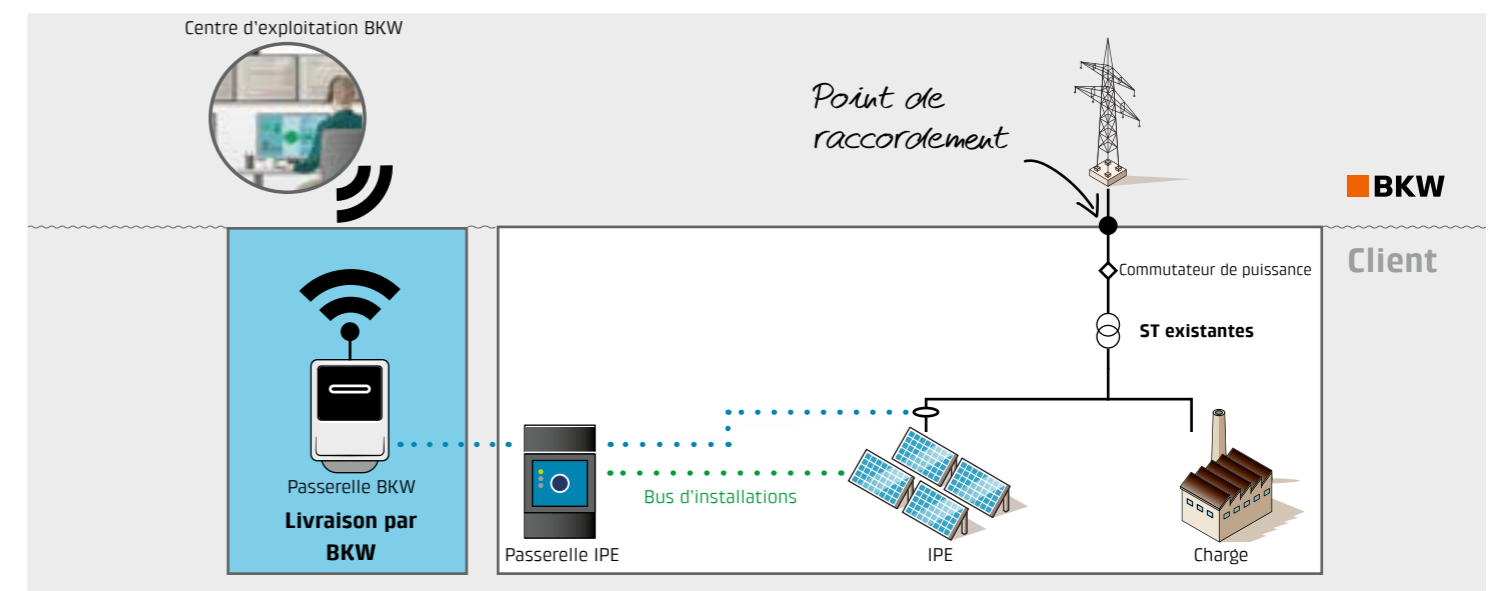 Centre d'exploitation BKW
Point de
raccordement
BKW
Client
Commutateur de puissance
ST existantes
Passerelle BKW
Livraison par
BKW
Bus d'installations
Passerelle IPE
IPE
Charge